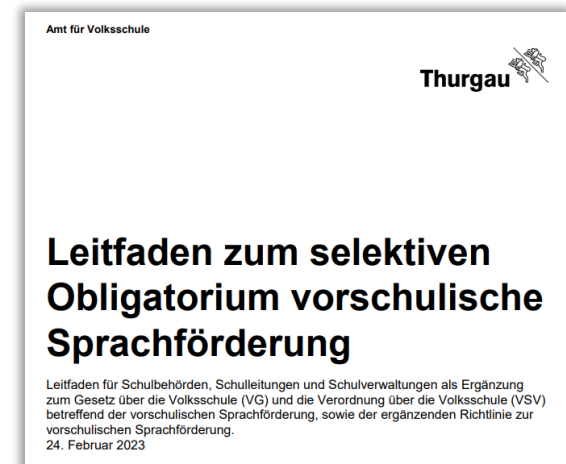 Amt für Volksschule
Thurgau
Leitfaden zum selektiven
Obligatorium vorschulische
Sprachförderung
Leitfaden für Schulbehörden, Schulleitungen und Schulverwaltungen als Ergänzung
zum Gesetz über die Volksschule (VG) und die Verordnung über die Volksschule (VSV)
betreffend der vorschulischen Sprachförderung, sowie der ergänzenden Richtlinie zur
vorschulischen Sprachförderung.
24. Februar 2023